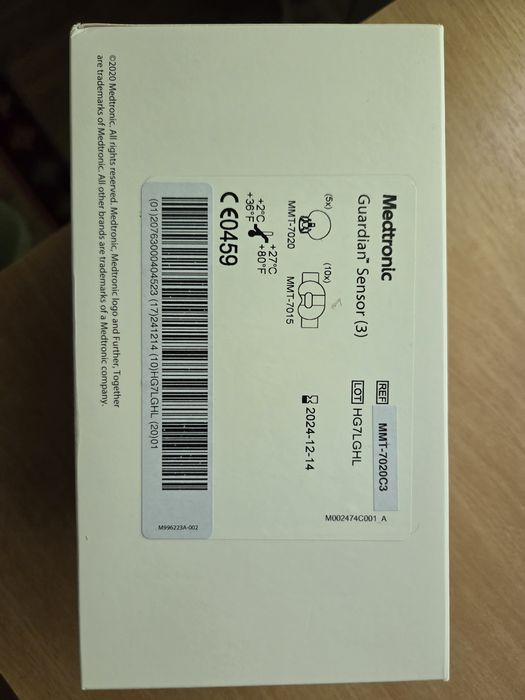 Medtronic
Guardian™ Sensor (3)
REF MMT-7020C3
LOT HG7LGHL
2024-12-14
M002474C001 A
(5x)
MMT-7020
(10x)
MMT-7015
+27°C
+80°F
+2°C
+36°F
CE0459
(01)20763000404523 (17)241214 (10)HG7LGHL (20)01
M996223A-002
©2020 Medtronic. All rights reserved. Medtronic, Medtronic logo and Further, Together
are trademarks of Medtronic. All other brands are trademarks of a Medtronic company.